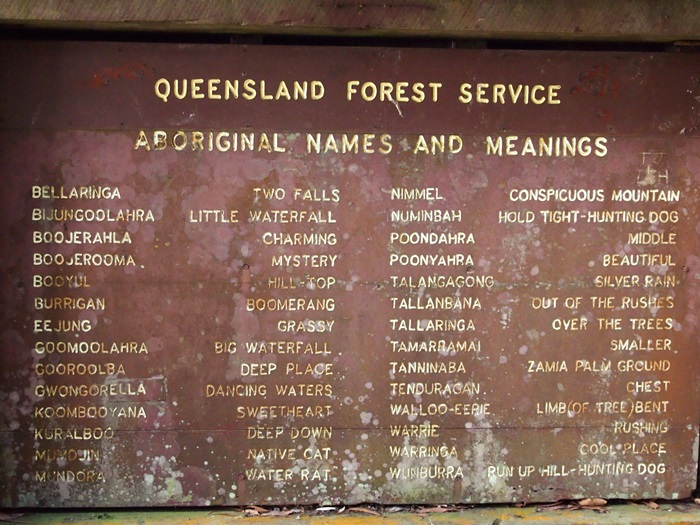 QUEENSLAND FOREST SERVICE
ABORIGINAL NAMES AND MEANINGS
BELLARINGA TWO FALLS
BIJUNGOOLAHRA LITTLE WATERFALL
BOOJERAHLA CHARMING
BOOJEROOMA MYSTERY
BOOYUL HILL-TOP
BURRIGAN BOOMERANG
EEJUNG GRASSY
GOOMOOLAHRA BIG WATERFALL
GOOROOLBA DEEP PLACE
GWONGORELLA DANCING WATERS
KOOMBOOYANA SWEETHEART
KURALBOO DEEP DOWN
MUMOUIN NATIVE CAT
MUNDORA WATER RAT
NIMMEL CONSPICUOUS MOUNTAIN
NUMINBAH HOLD TIGHT-HUNTING DOG
POONDAHRA MIDDLE
POONYAHRA BEAUTIFUL
TALANGAGONG SILVER RAIN
TALLANBANA OUT OF THE RUSHES
TALLARINGA OVER THE TREES
TAMARRAMAI SMALLER
TANNINABA ZAMIA PALM GROUND
TENDURAGAN CHEST
WALLOO-EERIE LIMB(OF TREE)BENT
WARRIE RUSHING
WARRINGA COOL PLACE
WUNBURRA RUN UP HILL-HUNTING DOG